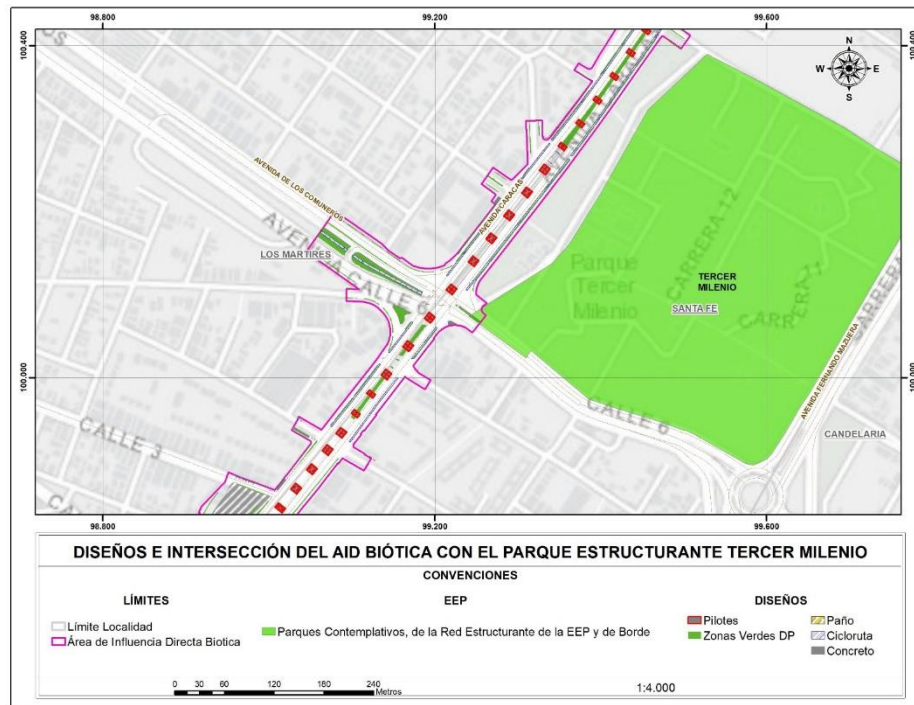 98.800 99.200 99.600
100.400 100.400
N
W E
S
AVENIDA CARACAS
AVENIDA DE LOS COMUNEROS
AVENIDA CARACAS
AVENIDA CALLE 6
LOS MARTIRES
CARRERA 12
TERCER
MILENIO
SANTA FE
Parque
Tercer
Milenio
CARRERA 11
CARRERA
AVENIDA FERNANDO MAZUERA
100.000 100.000
CALLE 6
CANDELARIA
CALLE 3
98.800 99.200 99.600
DISEÑOS E INTERSECCIÓN DEL AID BIÓTICA CON EL PARQUE ESTRUCTURANTE TERCER MILENIO
CONVENCIONES
LÍMITES EEP DISEÑOS
Límite Localidad
Área de Influencia Directa Biotica
Parques Contemplativos, de la Red Estructurante de la EEP y de Borde
Pilotes Paño
Zonas Verdes DP Cicloruta
Concreto
0 30 60 120 180 240
Metros
1:4.000